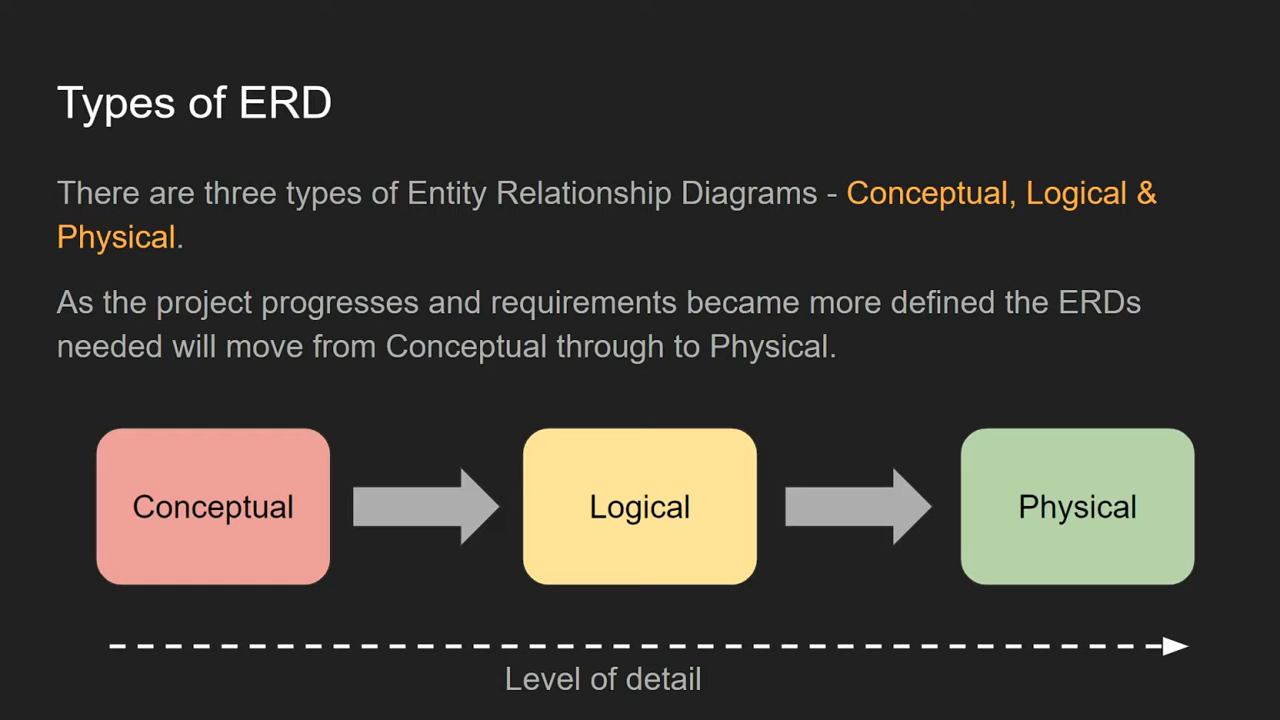 Types of ERD
There are three types of Entity Relationship Diagrams - Conceptual, Logical &
Physical.
As the project progresses and requirements became more defined the ERDs
needed will move from Conceptual through to Physical.
Conceptual
Logical
Physical
Level of detail